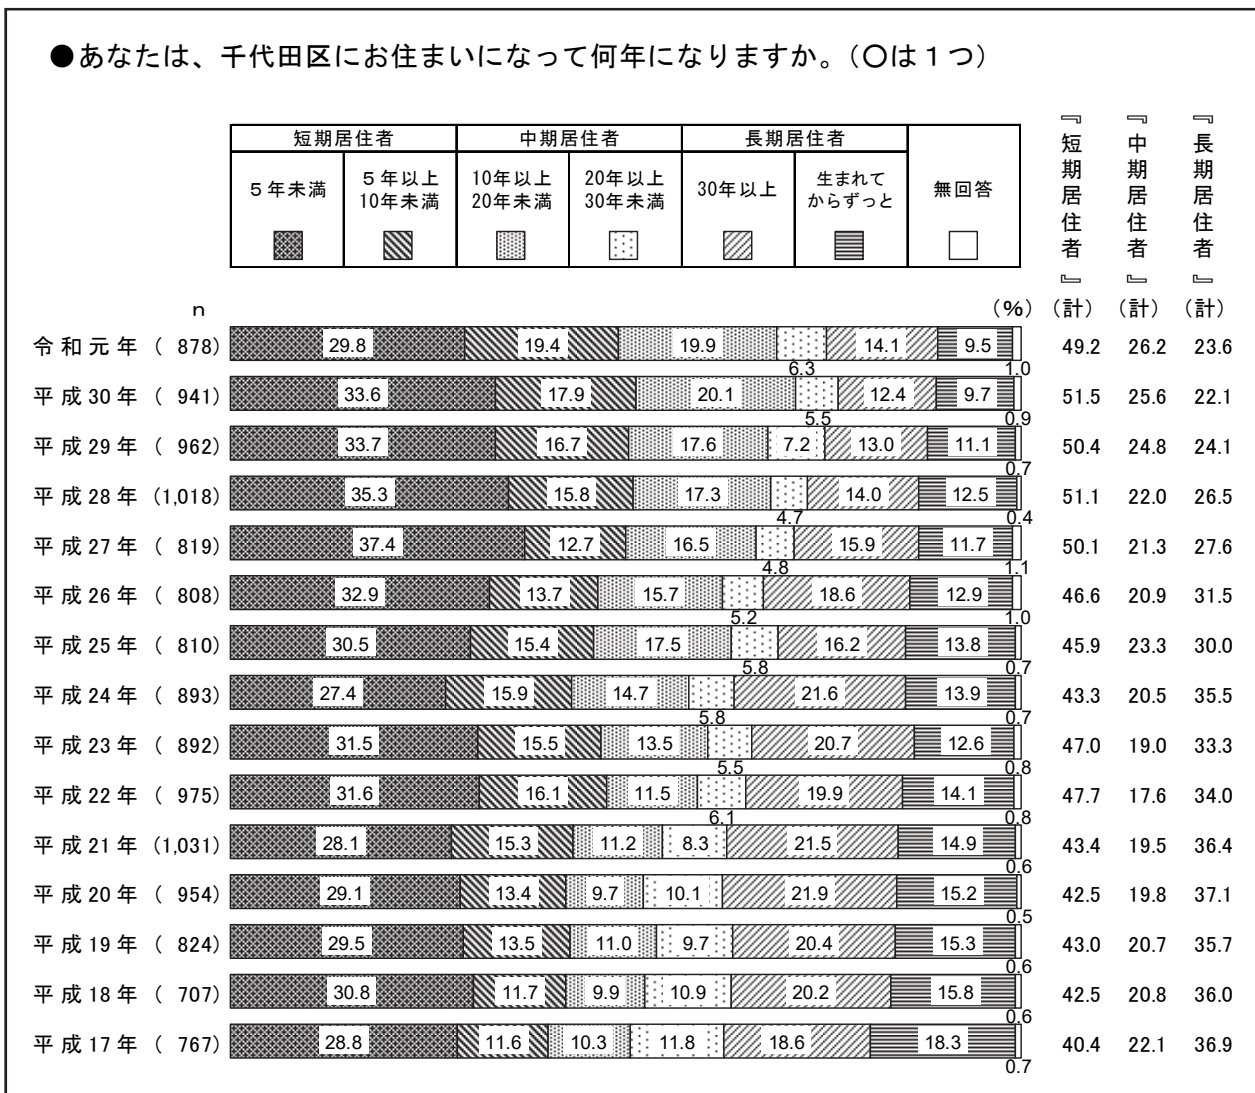 ●あなたは、千代田区にお住まいになって何年になりますか。（○は１つ）
短期居住者 中期居住者 長期居住者
５年未満 ５年以上10年未満 10年以上20年未満 20年以上30年未満 30年以上 生まれてからずっと 無回答
『短期居住者』 『中期居住者』 『長期居住者』
ｎ （％） （計） （計） （計）
令和元年（ 878） 29.8 19.4 19.9 6.3 14.1 9.5 1.0 49.2 26.2 23.6
平成30年（ 941） 33.6 17.9 20.1 5.5 12.4 9.7 0.9 51.5 25.6 22.1
平成29年（ 962） 33.7 16.7 17.6 7.2 13.0 11.1 0.7 50.4 24.8 24.1
平成28年（1,018） 35.3 15.8 17.3 4.7 14.0 12.5 0.4 51.1 22.0 26.5
平成27年（ 819） 37.4 12.7 16.5 4.8 15.9 11.7 1.1 50.1 21.3 27.6
平成26年（ 808） 32.9 13.7 15.7 5.2 18.6 12.9 1.0 46.6 20.9 31.5
平成25年（ 810） 30.5 15.4 17.5 5.8 16.2 13.8 0.7 45.9 23.3 30.0
平成24年（ 893） 27.4 15.9 14.7 5.8 21.6 13.9 0.7 43.3 20.5 35.5
平成23年（ 892） 31.5 15.5 13.5 5.5 20.7 12.6 0.8 47.0 19.0 33.3
平成22年（ 975） 31.6 16.1 11.5 6.1 19.9 14.1 0.8 47.7 17.6 34.0
平成21年（1,031） 28.1 15.3 11.2 8.3 21.5 14.9 0.6 43.4 19.5 36.4
平成20年（ 954） 29.1 13.4 9.7 10.1 21.9 15.2 0.5 42.5 19.8 37.1
平成19年（ 824） 29.5 13.5 11.0 9.7 20.4 15.3 0.6 43.0 20.7 35.7
平成18年（ 707） 30.8 11.7 9.9 10.9 20.2 15.8 0.6 42.5 20.8 36.0
平成17年（ 767） 28.8 11.6 10.3 11.8 18.6 18.3 0.7 40.4 22.1 36.9